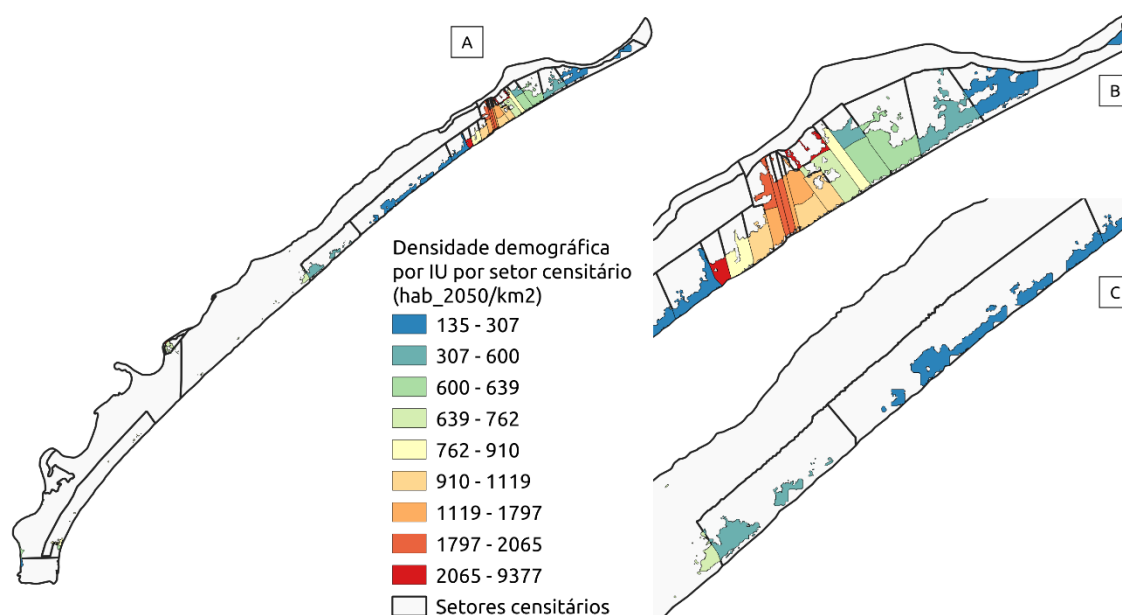 A
B
C
Densidade demográfica
por IU por setor censitário
(hab_2050/km2)
135 - 307
307 - 600
600 - 639
639 - 762
762 - 910
910 - 1119
1119 - 1797
1797 - 2065
2065 - 9377
Setores censitários